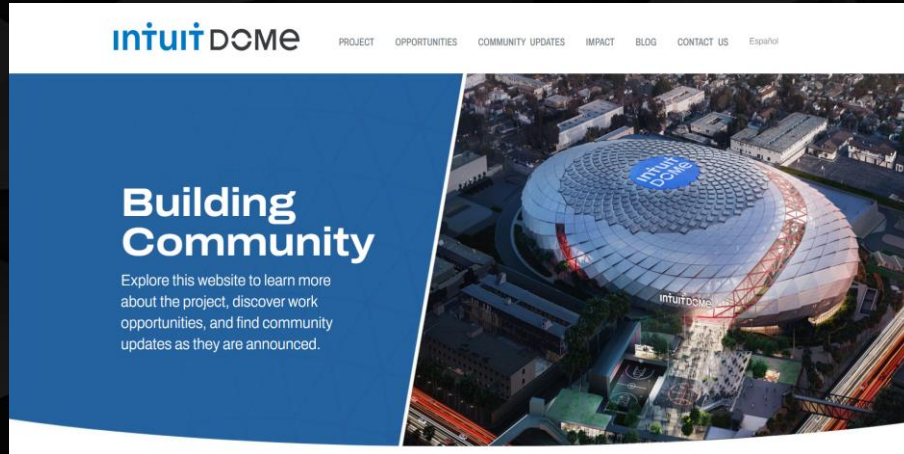 INTUIT DOME
PROJECT OPPORTUNITIES COMMUNITY UPDATES IMPACT BLOG CONTACT US Español
Building
Community
Explore this website to learn more
about the project, discover work
opportunities, and find community
updates as they are announced.
INTUIT
DOME
INTUIT DOME